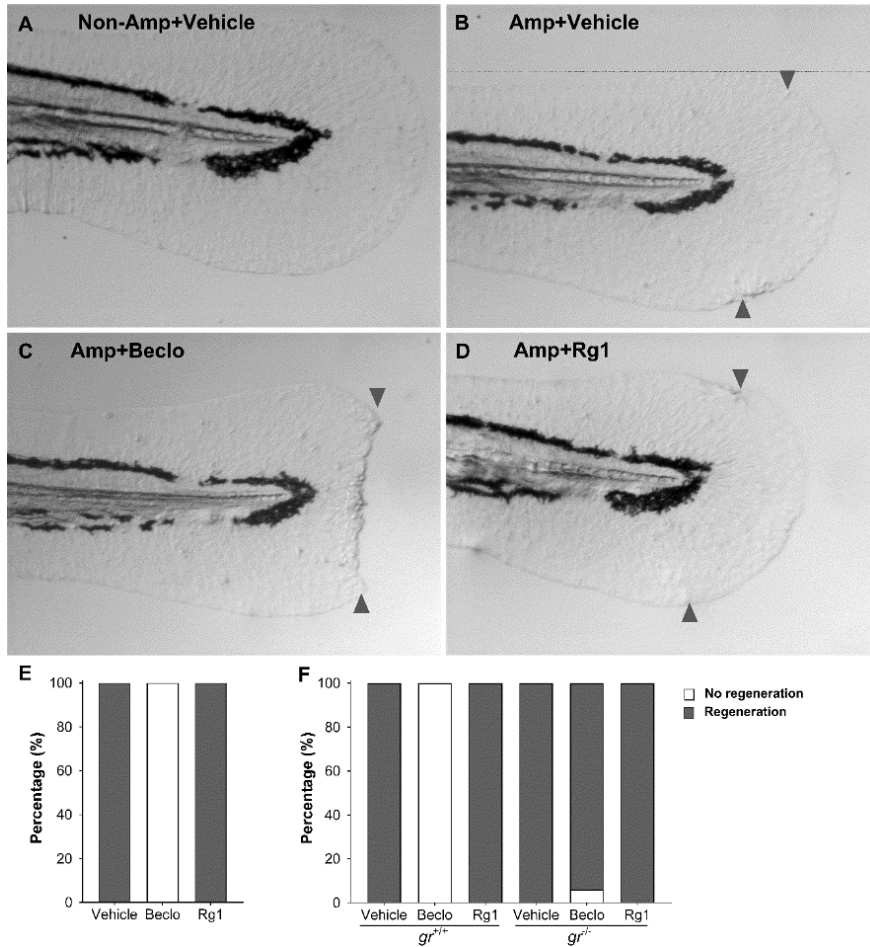 A Non-Amp+Vehicle
B Amp+Vehicle
C Amp+Beclo
D Amp+Rg1
E
Percentage (%)
100
80
60
40
20
0
Vehicle Beclo Rg1
F
Percentage (%)
100
80
60
40
20
0
Vehicle Beclo Rg1 Vehicle Beclo Rg1
gr+/+ gr-/-
No regeneration
Regeneration